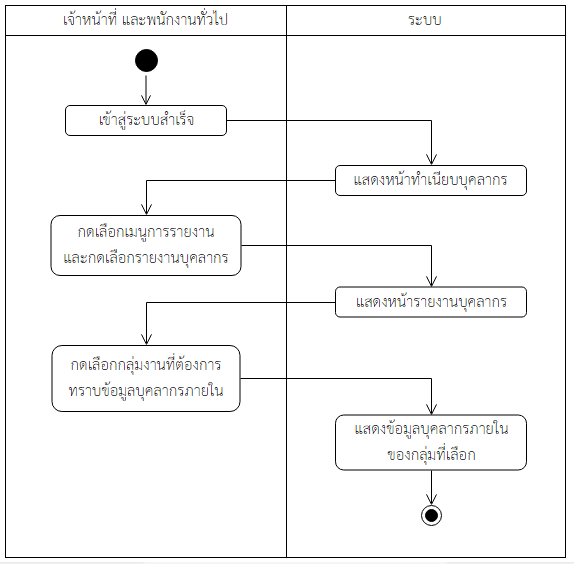 เจ้าหน้าที่ และพนักงานทั่วไป
ระบบ
เข้าสู่ระบบสำเร็จ
แสดงหน้าทำเนียบบุคลากร
กดเลือกเมนูการรายงาน
และกดเลือกรายงานบุคลากร
แสดงหน้ารายงานบุคลากร
กดเลือกกลุ่มงานที่ต้องการ
ทราบข้อมูลบุคลากรภายใน
แสดงข้อมูลบุคลากรภายใน
ของกลุ่มที่เลือก